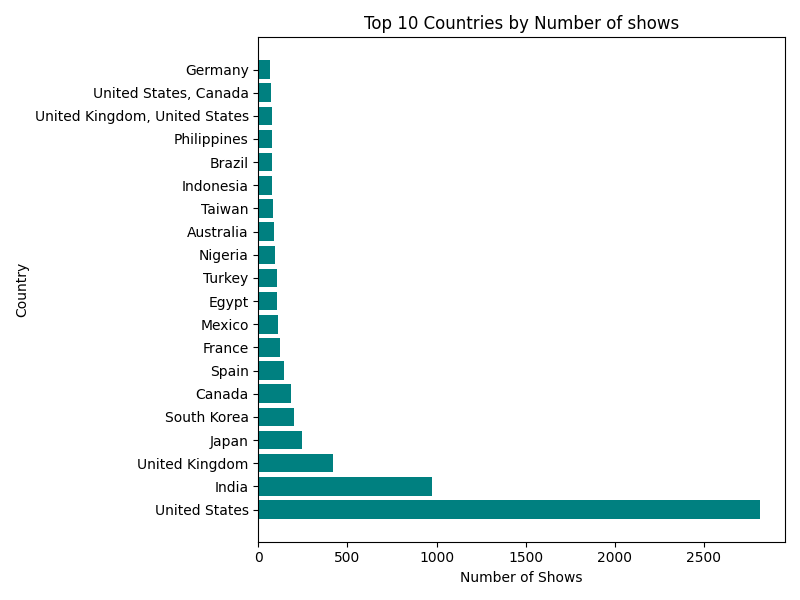 Top 10 Countries by Number of shows
Germany
United States, Canada
United Kingdom, United States
Philippines
Brazil
Indonesia
Taiwan
Australia
Nigeria
Turkey
Egypt
Mexico
France
Spain
Canada
South Korea
Japan
United Kingdom
India
United States
Country
0 500 1000 1500 2000 2500
Number of Shows